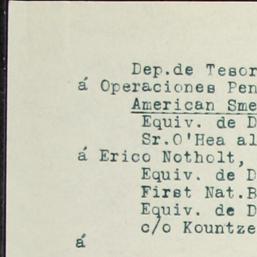 Dep.de Tesor
á Operaciones Pen
American Sme
Equiv. de D
Sr.O'Hea al
á Erico Notholt,
Equiv. de D
First Nat.B
Equiv. de D
c/o Kountze
á